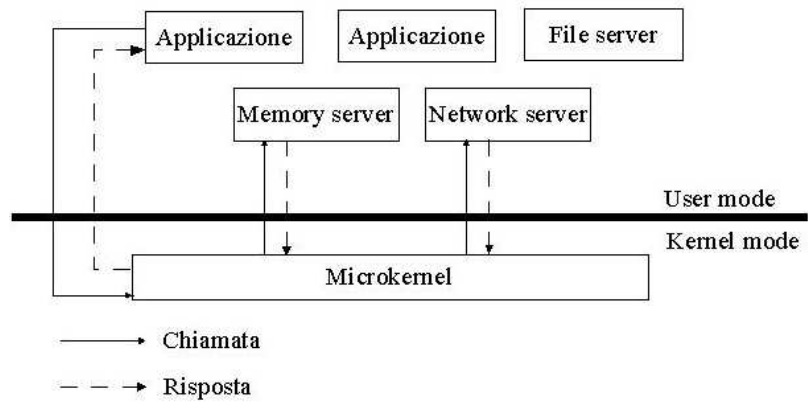 Applicazione
Applicazione
File server
Memory server
Network server
User mode
Kernel mode
Microkernel
Chiamata
Risposta